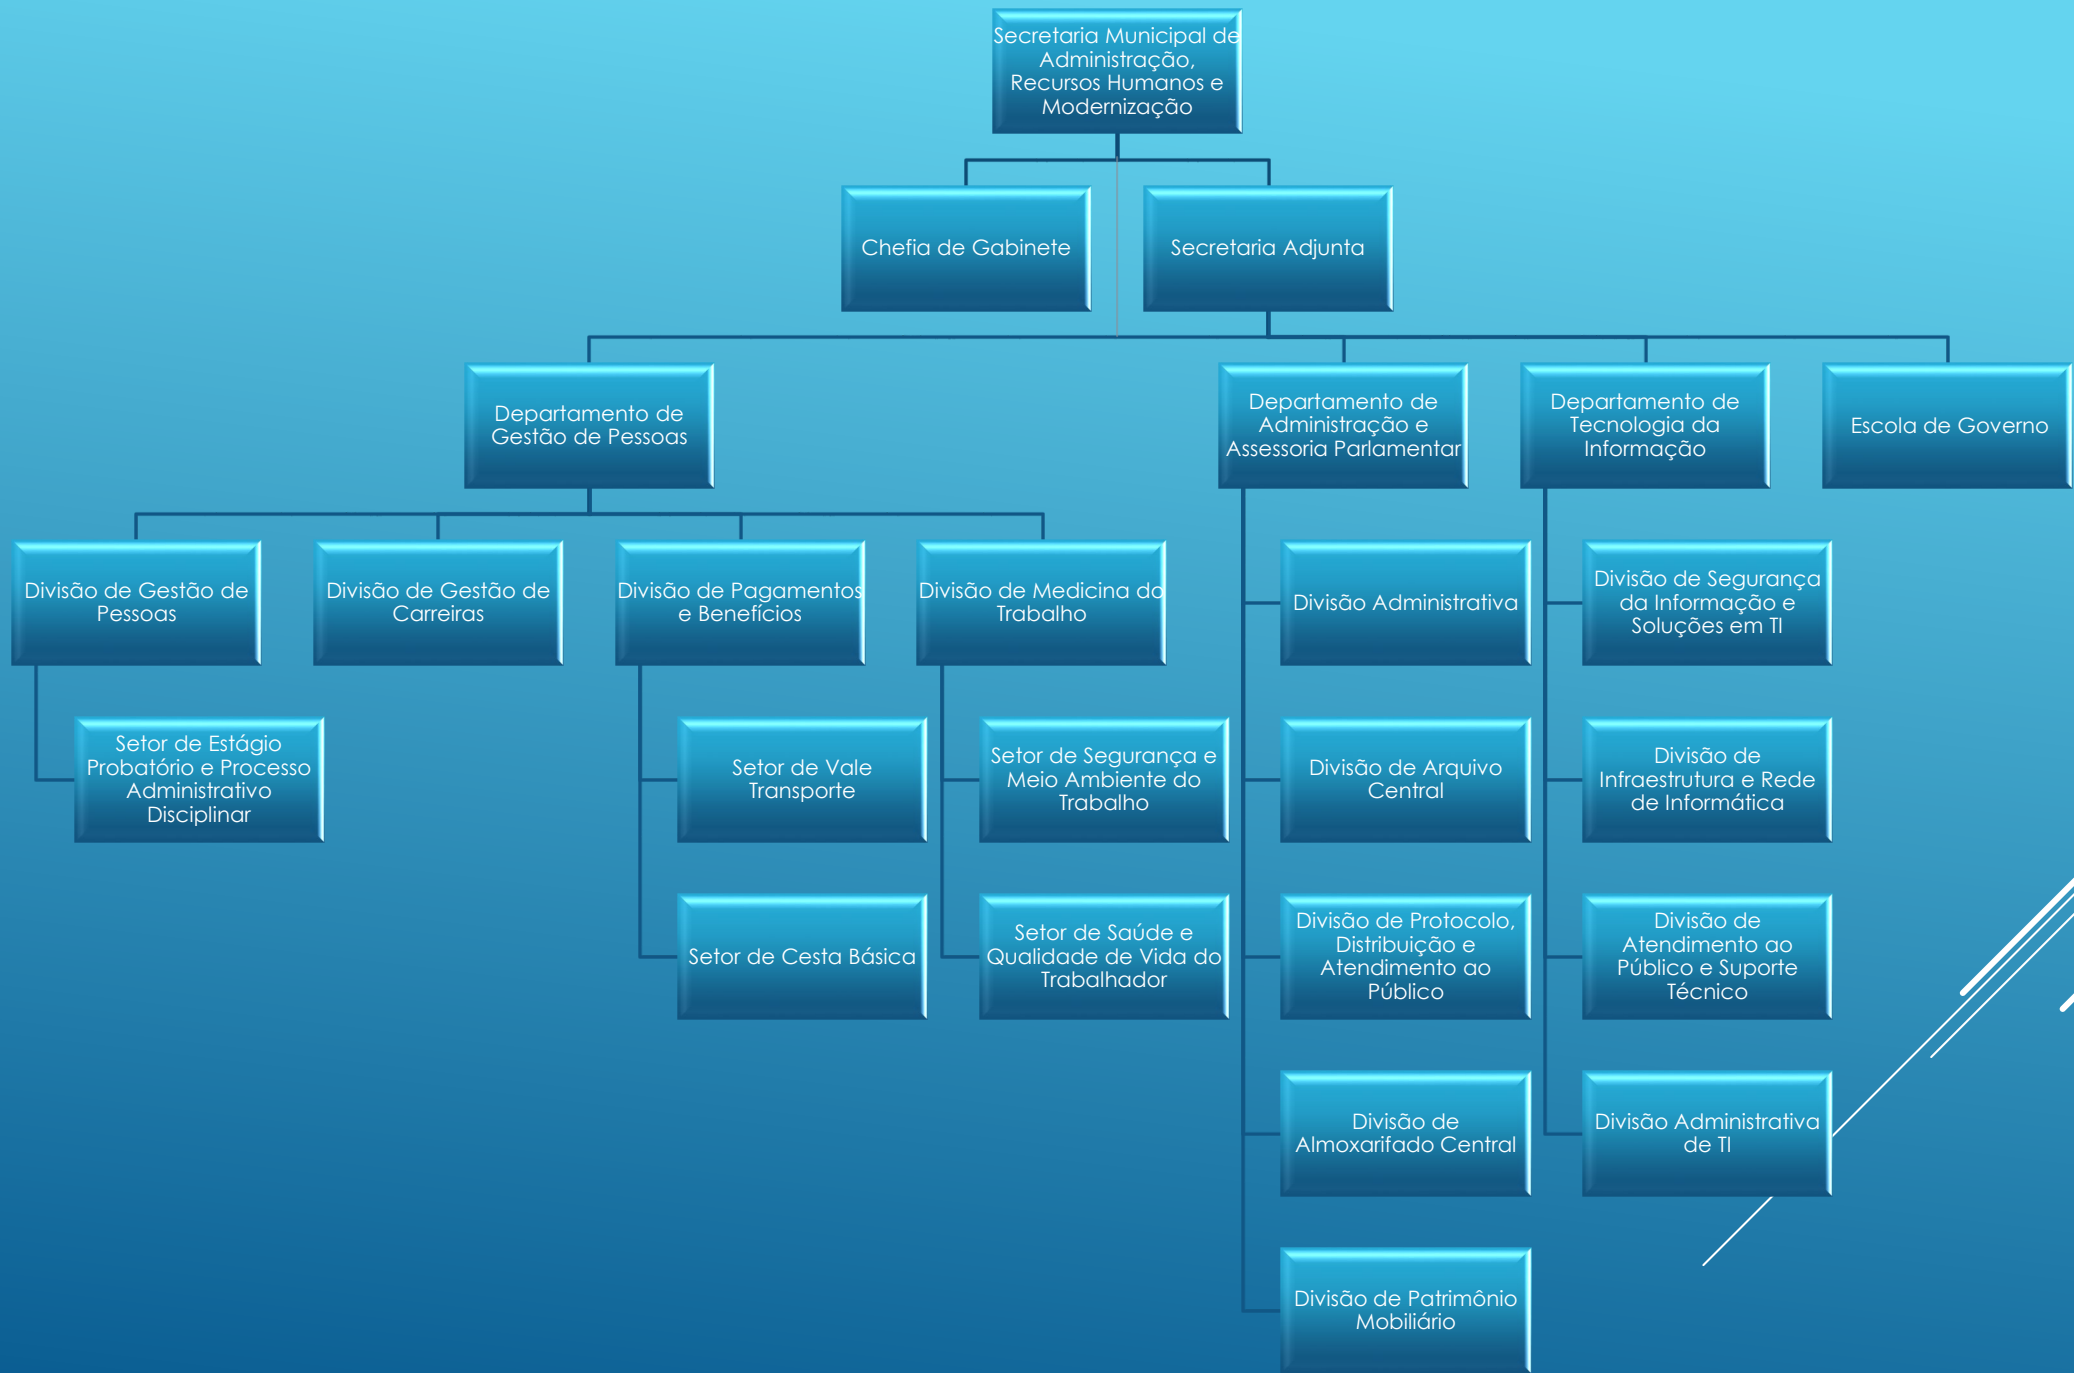 Secretaria Municipal de
Administração,
Recursos Humanos e
Modernização
Chefia de Gabinete
Secretaria Adjunta
Departamento de
Gestão de Pessoas
Departamento de
Administração e
Assessoria Parlamentar
Departamento de
Tecnologia da
Informação
Escola de Governo
Divisão de Gestão de
Pessoas
Divisão de Gestão de
Carreiras
Divisão de Pagamentos
e Benefícios
Divisão de Medicina do
Trabalho
Divisão Administrativa
Divisão de Segurança
da Informação e
Soluções em TI
Setor de Estágio
Probatório e Processo
Administrativo
Disciplinar
Setor de Vale
Transporte
Setor de Segurança e
Meio Ambiente do
Trabalho
Divisão de Arquivo
Central
Divisão de
Infraestrutura e Rede
de Informática
Setor de Cesta Básica
Setor de Saúde e
Qualidade de Vida do
Trabalhador
Divisão de Protocolo,
Distribuição e
Atendimento ao
Público
Divisão de
Atendimento ao
Público e Suporte
Técnico
Divisão de
Almoxarifado Central
Divisão Administrativa
de TI
Divisão de Patrimônio
Mobiliário